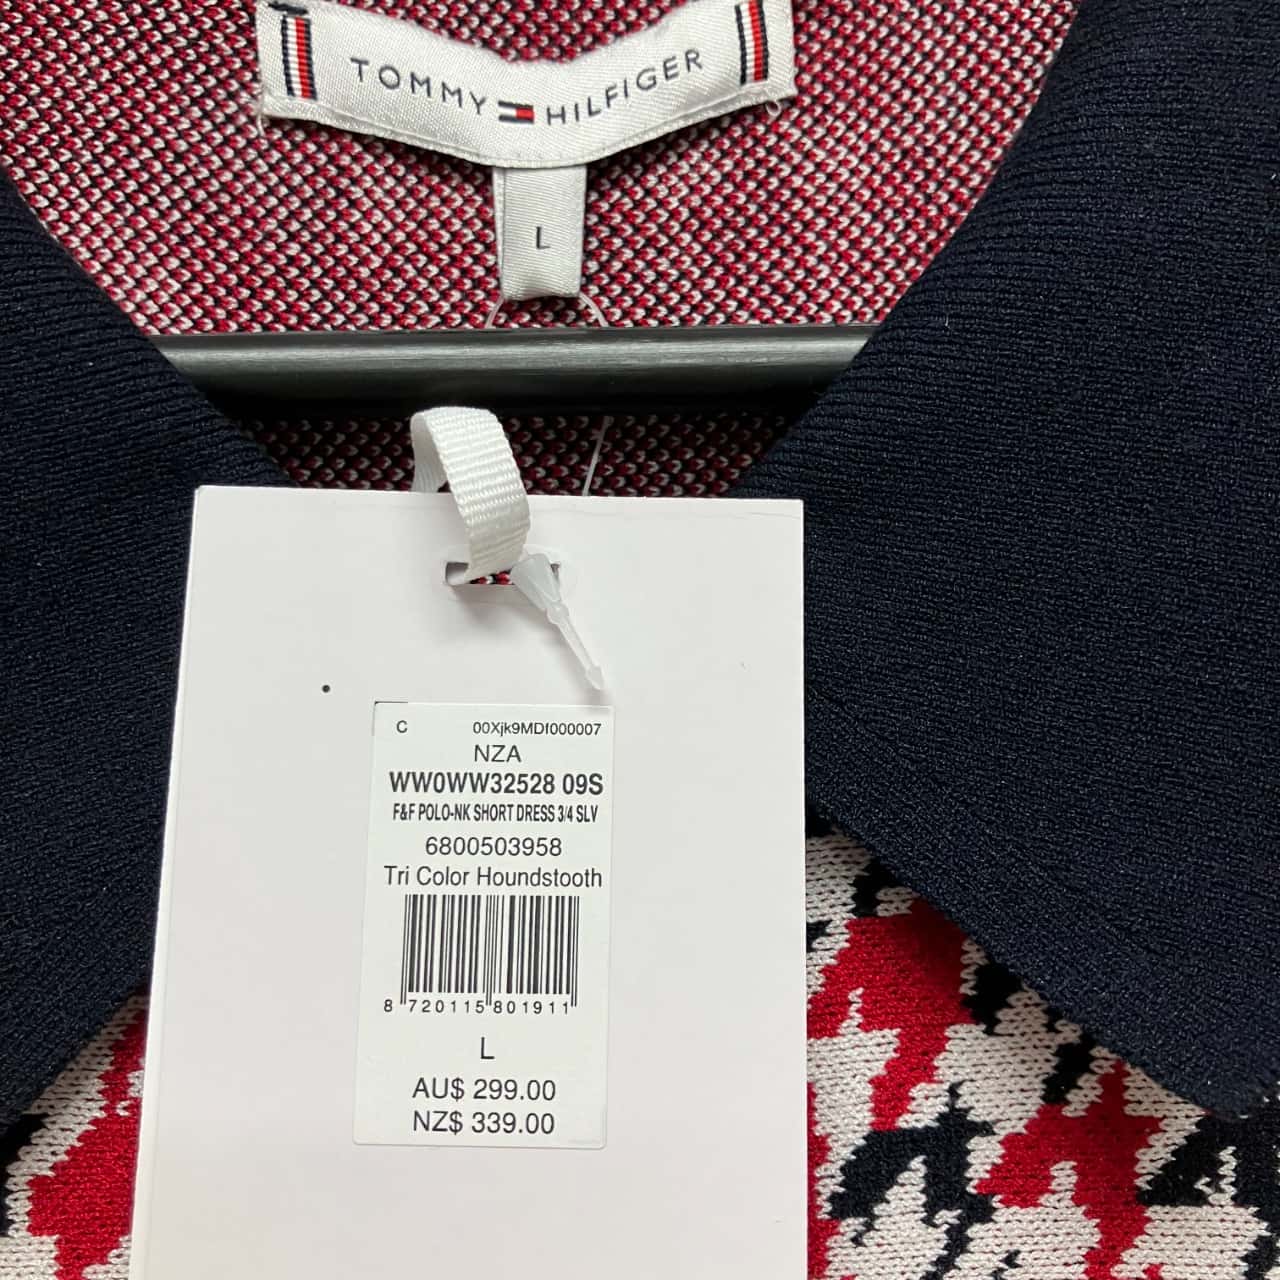 TOMMY HILFIGER
L
C 00Xjk9MDf000007
NZA
WW0WW32528 09S
F&F POLO-NK SHORT DRESS 3/4 SLV
6800503958
Tri Color Houndstooth
8 720115 801911
L
AU$ 299.00
NZ$ 339.00